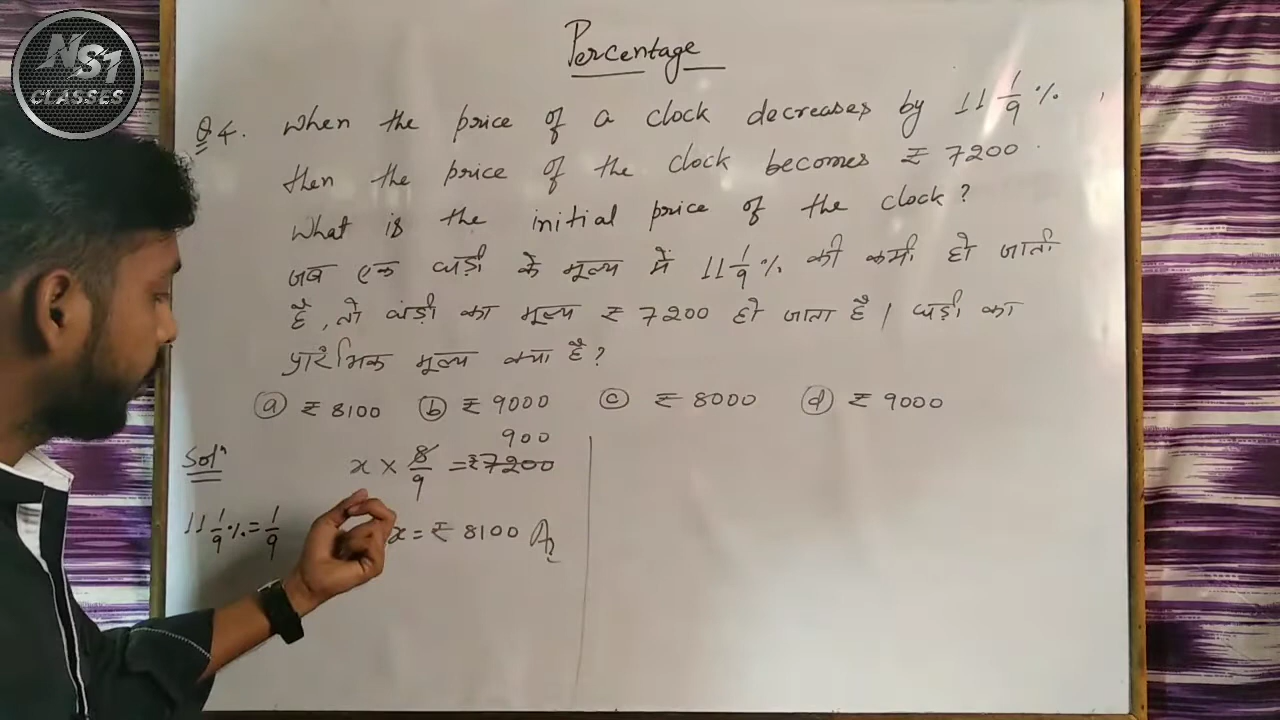 NS1
CLASSES
Percentage
Q4. When the price of a clock decreases by 11 1/9 %,
then the price of the clock becomes ₹ 7200.
What is the initial price of the clock?
जब एक घड़ी के मूल्य में 11 1/9 % की कमी हो जाती
है, तो घड़ी का मूल्य ₹ 7200 हो जाता है। घड़ी का
प्रारंभिक मूल्य क्या है?
ⓐ ₹ 8100 ⓑ ₹ 9000 ⓒ ₹ 8000 ⓓ ₹ 9000
900
Solⁿ x × 8/9 = ₹7200
11 1/9 % = 1/9 x = ₹ 8100 A